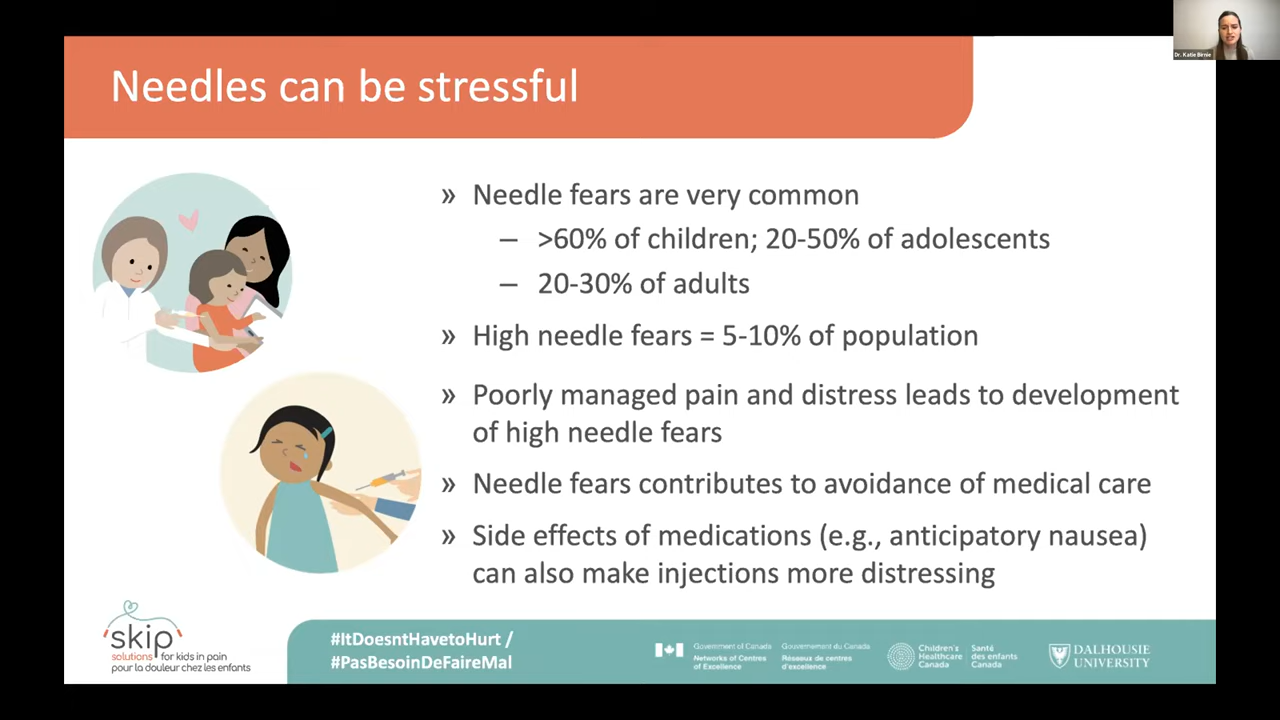 Dr. Katie Birnie
Needles can be stressful
» Needle fears are very common
– >60% of children; 20-50% of adolescents
– 20-30% of adults
» High needle fears = 5-10% of population
» Poorly managed pain and distress leads to development
of high needle fears
» Needle fears contributes to avoidance of medical care
» Side effects of medications (e.g., anticipatory nausea)
can also make injections more distressing
skip
solutions for kids in pain
pour la douleur chez les enfants
#ItDoesntHavetoHurt /
#PasBesoinDeFaireMal
Government of Canada
Networks of Centres
of Excellence
Gouvernement du Canada
Réseaux de centres
d'excellence
Children's
Healthcare
Canada
Santé
des enfants
Canada
DALHOUSIE
UNIVERSITY